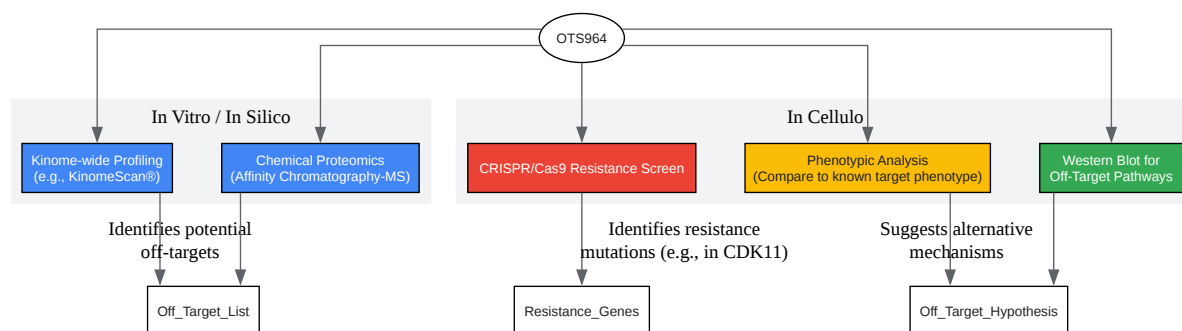 OTS964
In Vitro / In Silico
In Cellulo
Kinome-wide Profiling
(e.g., KinomeScan®)
Chemical Proteomics
(Affinity Chromatography-MS)
CRISPR/Cas9 Resistance Screen
Phenotypic Analysis
(Compare to known target phenotype)
Western Blot for
Off-Target Pathways
Identifies potential
off-targets
Identifies resistance
mutations (e.g., in CDK11)
Suggests alternative
mechanisms
Off_Target_List
Resistance_Genes
Off_Target_Hypothesis